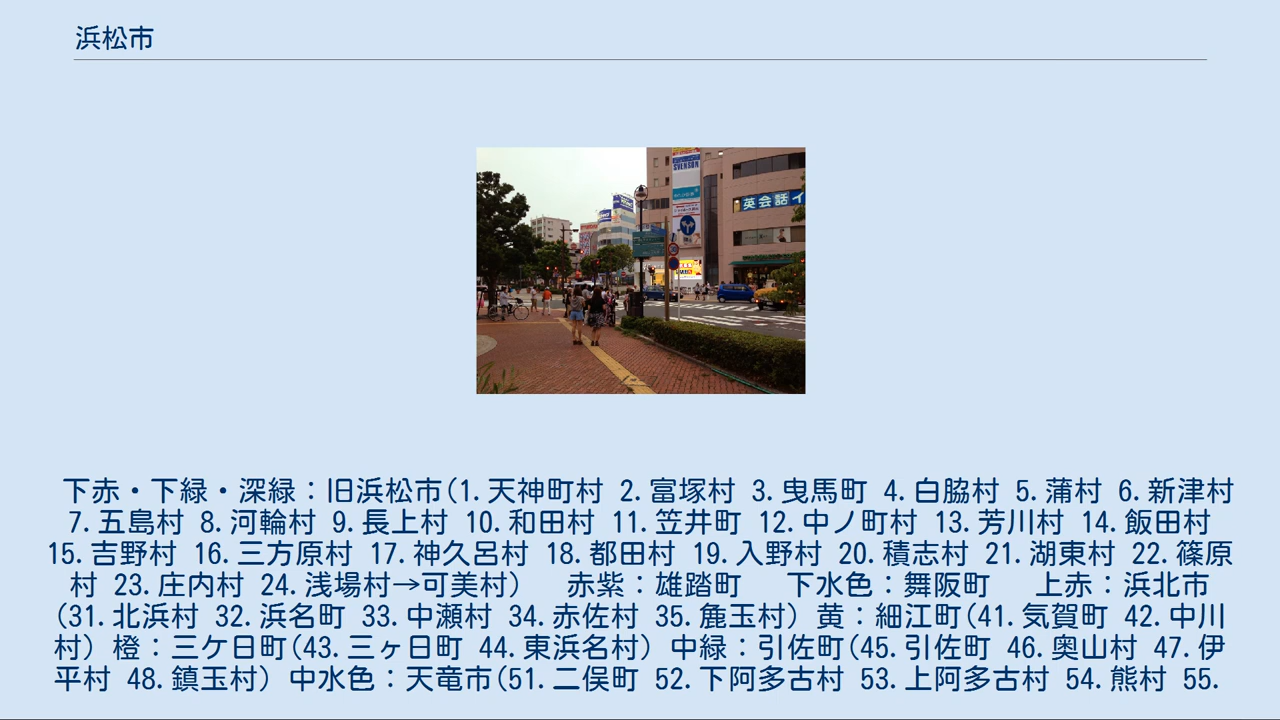 浜松市
SVENSON
英会話イ
下赤・下緑・深緑：旧浜松市(1.天神町村 2.富塚村 3.曳馬町 4.白脇村 5.蒲村 6.新津村
7.五島村 8.河輪村 9.長上村 10.和田村 11.笠井町 12.中ノ町村 13.芳川村 14.飯田村
15.吉野村 16.三方原村 17.神久呂村 18.都田村 19.入野村 20.積志村 21.湖東村 22.篠原
村 23.庄内村 24.浅場村→可美村） 赤紫：雄踏町 下水色：舞阪町 上赤：浜北市
(31.北浜村 32.浜名町 33.中瀬村 34.赤佐村 35.麁玉村）黄：細江町(41.気賀町 42.中川
村）橙：三ケ日町(43.三ヶ日町 44.東浜名村）中緑：引佐町(45.引佐町 46.奥山村 47.伊
平村 48.鎮玉村）中水色：天竜市(51.二俣町 52.下阿多古村 53.上阿多古村 54.熊村 55.